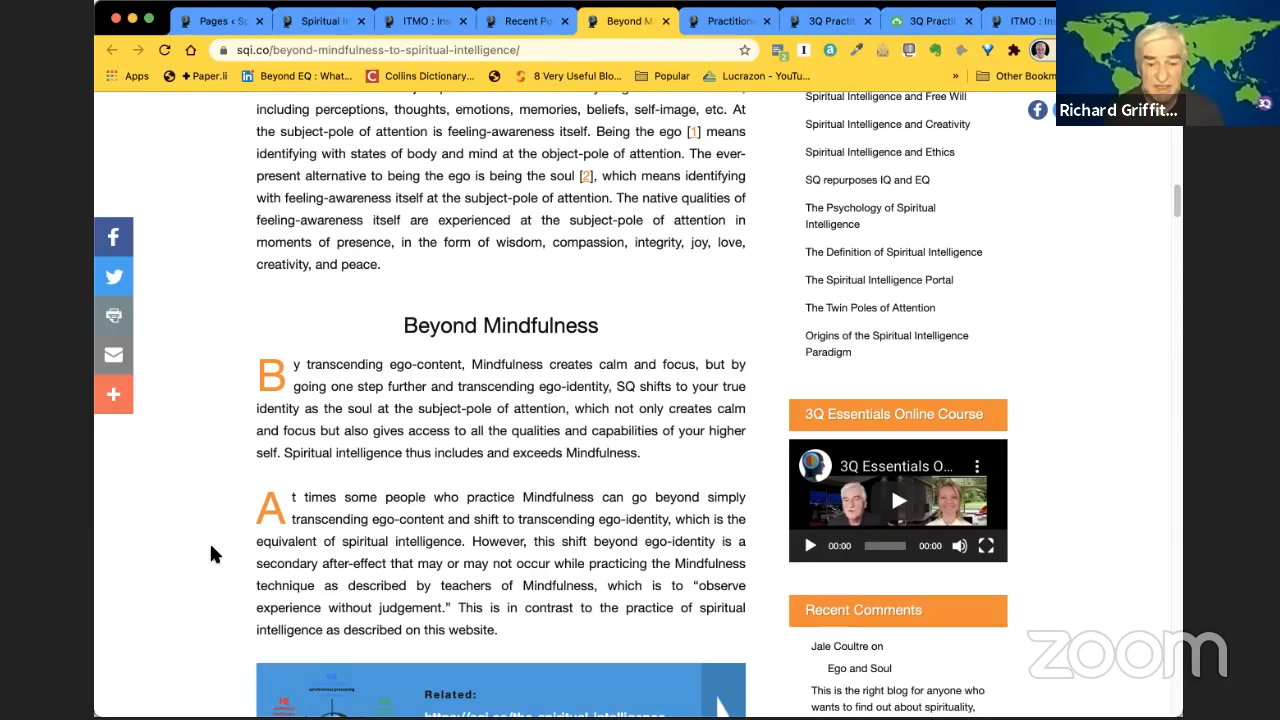 Pages ‹ Sp
Spiritual In
ITMO : Ins
Recent Po
Beyond Mi
Practitione
3Q Practit
3Q Practit
ITMO : Ins
sqi.co/beyond-mindfulness-to-spiritual-intelligence/
Apps
Paper.li
Beyond EQ : What...
Collins Dictionary...
8 Very Useful Blo...
Popular
Lucrazon - YouTu...
»
Other Bookm
Richard Griffit...
including perceptions, thoughts, emotions, memories, beliefs, self-image, etc. At
the subject-pole of attention is feeling-awareness itself. Being the ego [1] means
identifying with states of body and mind at the object-pole of attention. The ever-
present alternative to being the ego is being the soul [2], which means identifying
with feeling-awareness itself at the subject-pole of attention. The native qualities of
feeling-awareness itself are experienced at the subject-pole of attention in
moments of presence, in the form of wisdom, compassion, integrity, joy, love,
creativity, and peace.
Beyond Mindfulness
By transcending ego-content, Mindfulness creates calm and focus, but by
going one step further and transcending ego-identity, SQ shifts to your true
identity as the soul at the subject-pole of attention, which not only creates calm
and focus but also gives access to all the qualities and capabilities of your higher
self. Spiritual intelligence thus includes and exceeds Mindfulness.
At times some people who practice Mindfulness can go beyond simply
transcending ego-content and shift to transcending ego-identity, which is the
equivalent of spiritual intelligence. However, this shift beyond ego-identity is a
secondary after-effect that may or may not occur while practicing the Mindfulness
technique as described by teachers of Mindfulness, which is to “observe
experience without judgement.” This is in contrast to the practice of spiritual
intelligence as described on this website.
Related:
https://sqi.co/the-spiritual-intelligence
Spiritual Intelligence and Free Will
Spiritual Intelligence and Creativity
Spiritual Intelligence and Ethics
SQ repurposes IQ and EQ
The Psychology of Spiritual
Intelligence
The Definition of Spiritual Intelligence
The Spiritual Intelligence Portal
The Twin Poles of Attention
Origins of the Spiritual Intelligence
Paradigm
3Q Essentials Online Course
3Q Essentials O...
00:00
00:00
Recent Comments
Jale Coultre on
Ego and Soul
This is the right blog for anyone who
wants to find out about spirituality,
zoom